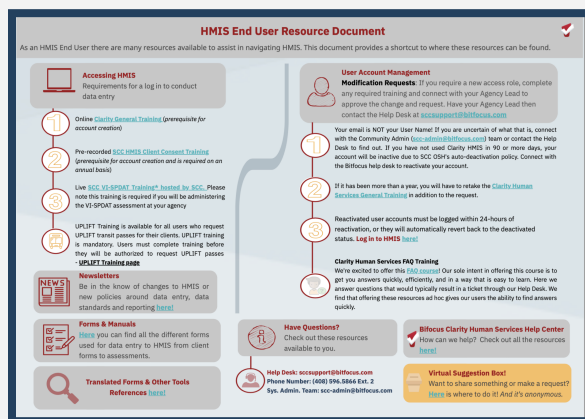 HMIS End User Resource Document
As an HMIS End User there are many resources available to assist in navigating HMIS. This document provides a shortcut to where these resources can be found.
Accessing HMIS
Requirements for a log in to conduct
data entry
1
Online Clarity General Training (prerequisite for
account creation)
2
Pre-recorded SCC HMIS Client Consent Training
(prerequisite for account creation and is required on an
annual basis)
3
Live SCC VI-SPDAT Training* hosted by SCC. Please
note this training is required if you will be administering
the VI-SPDAT assessment at your agency
UPLIFT Training is available for all users who request
UPLIFT transit passes for their clients. UPLIFT training
is mandatory. Users must complete training before
they will be authorized to request UPLIFT passes
- UPLIFT Training page
NEWS
Newsletters
Be in the know of changes to HMIS or
new policies around data entry, data
standards and reporting here!
Forms & Manuals
Here you can find all the different forms
used for data entry to HMIS from client
forms to assessments.
Translated Forms & Other Tools
References here!
User Account Management
Modification Requests: If you require a new access role, complete
any required training and connect with your Agency Lead to
approve the change and request. Have your Agency Lead then
contact the Help Desk at sccsupport@bitfocus.com
1
Your email is NOT your User Name! If you are uncertain of what that is, connect
with the Community Admin (scc-admin@bitfocus.com) team or contact the Help
Desk to find out. If you have not used Clarity HMIS in 90 or more days, your
account will be inactive due to SCC OSH's auto-deactivation policy. Connect with
the Bitfocus help desk to reactivate your account.
2
If it has been more than a year, you will have to retake the Clarity Human
Services General Training in addition to the request.
3
Reactivated user accounts must be logged within 24-hours of
reactivation, or they will automatically revert back to the deactivated
status. Log in to HMIS here!
Clarity Human Services FAQ Training
We're excited to offer this FAQ course! Our sole intent in offering this course is to
get you answers quickly, efficiently, and in a way that is easy to learn. Here we
answer questions that would typically result in a ticket through our Help Desk. We
find that offering these resources ad hoc gives our users the ability to find answers
quickly.
Have Questions?
Check out these resources
available to you.
Help Desk: sccsupport@bitfocus.com
Phone Number: (408) 596.5866 Ext. 2
Sys. Admin. Team: scc-admin@bitfocus.com
Bifocus Clarity Human Services Help Center
How can we help? Check out all the resources
here!
Virtual Suggestion Box!
Want to share something or make a request?
Here is where to do it! And it's anonymous.